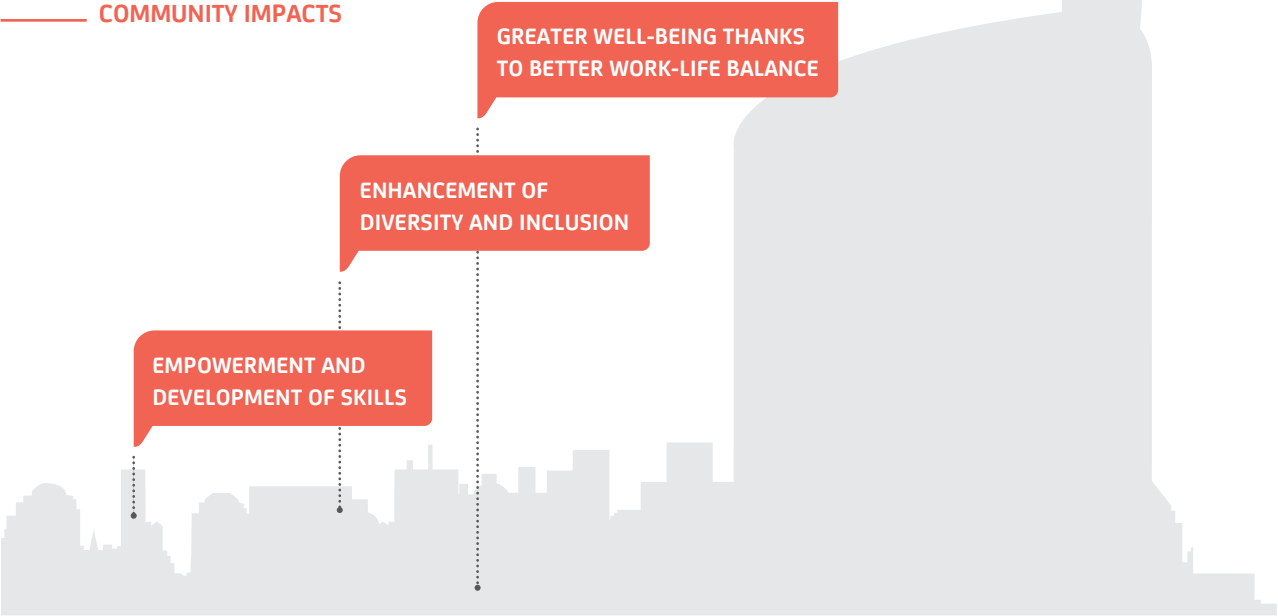 COMMUNITY IMPACTS
GREATER WELL-BEING THANKS
TO BETTER WORK-LIFE BALANCE
ENHANCEMENT OF
DIVERSITY AND INCLUSION
EMPOWERMENT AND
DEVELOPMENT OF SKILLS